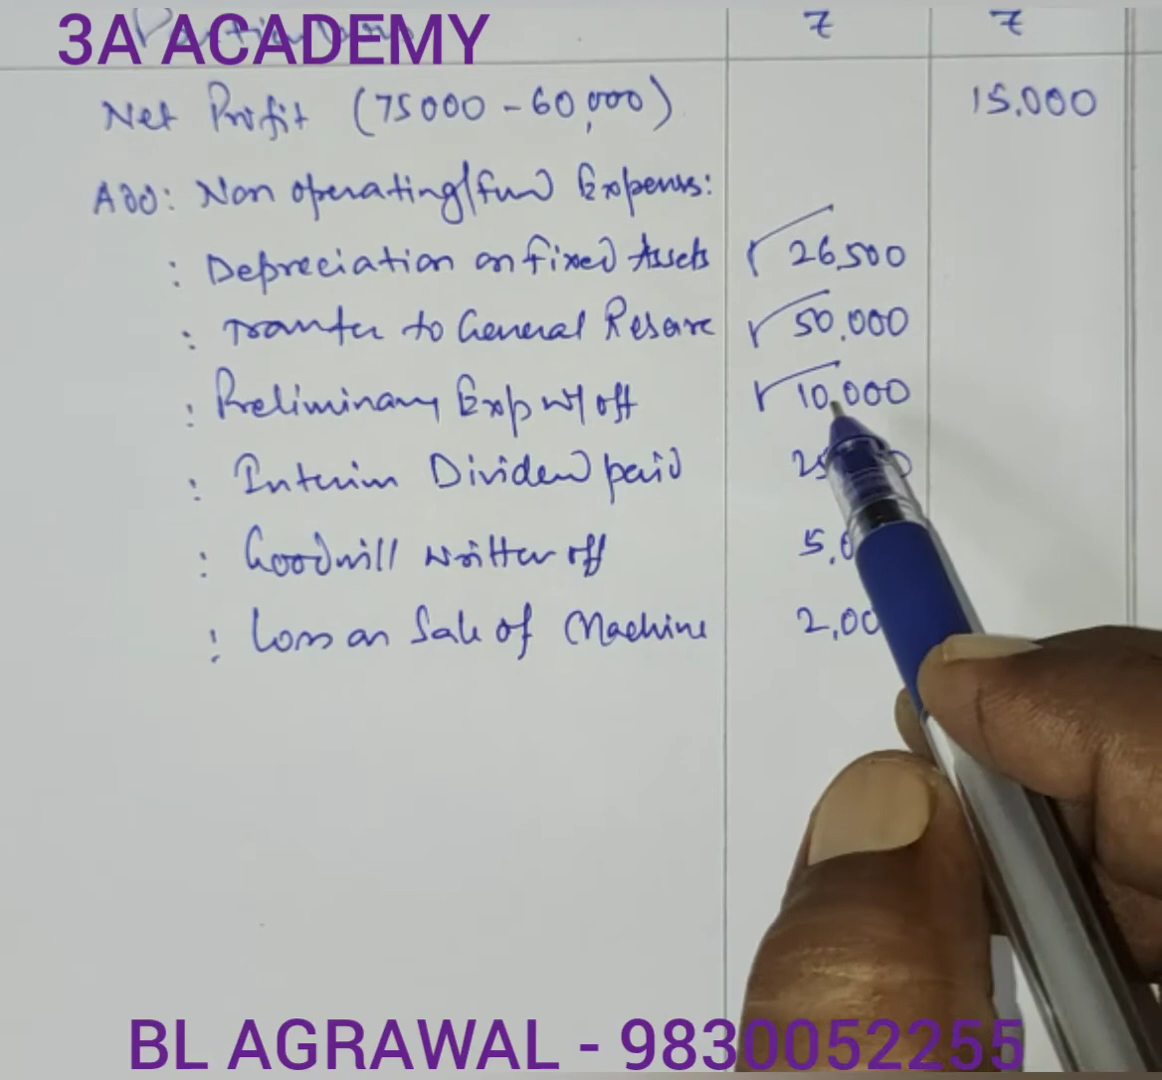 3A ACADEMY
₹ ₹
Net Profit (75000 - 60,000) 15,000
Add: Non operating/fund Expenses:
: Depreciation on fixed Assets 26,500
: Transfer to General Reserve 50,000
: Preliminary Exp w/off 10,000
: Interim Dividend paid
: Goodwill written off
: Loss on Sale of Machine
BL AGRAWAL - 9830052255